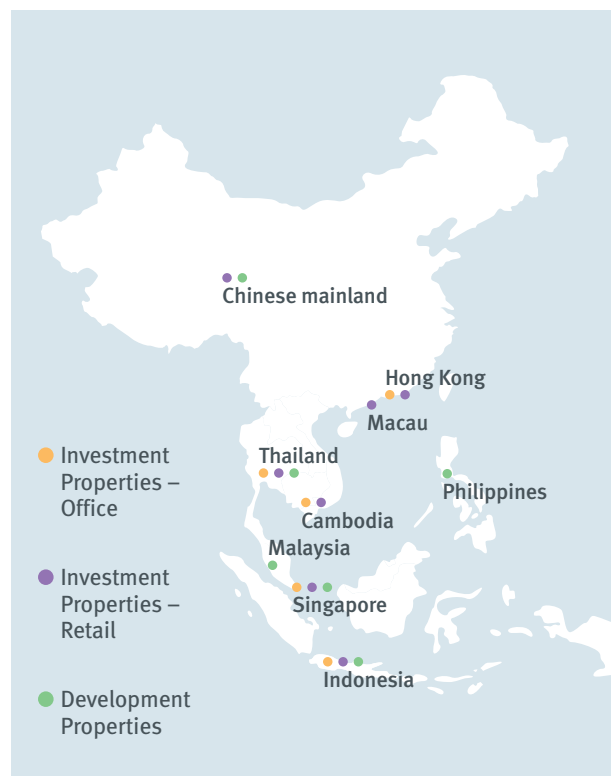 Chinese mainland
Hong Kong
Macau
Thailand
Philippines
Cambodia
Malaysia
Singapore
Indonesia
Investment
Properties –
Office
Investment
Properties –
Retail
Development
Properties